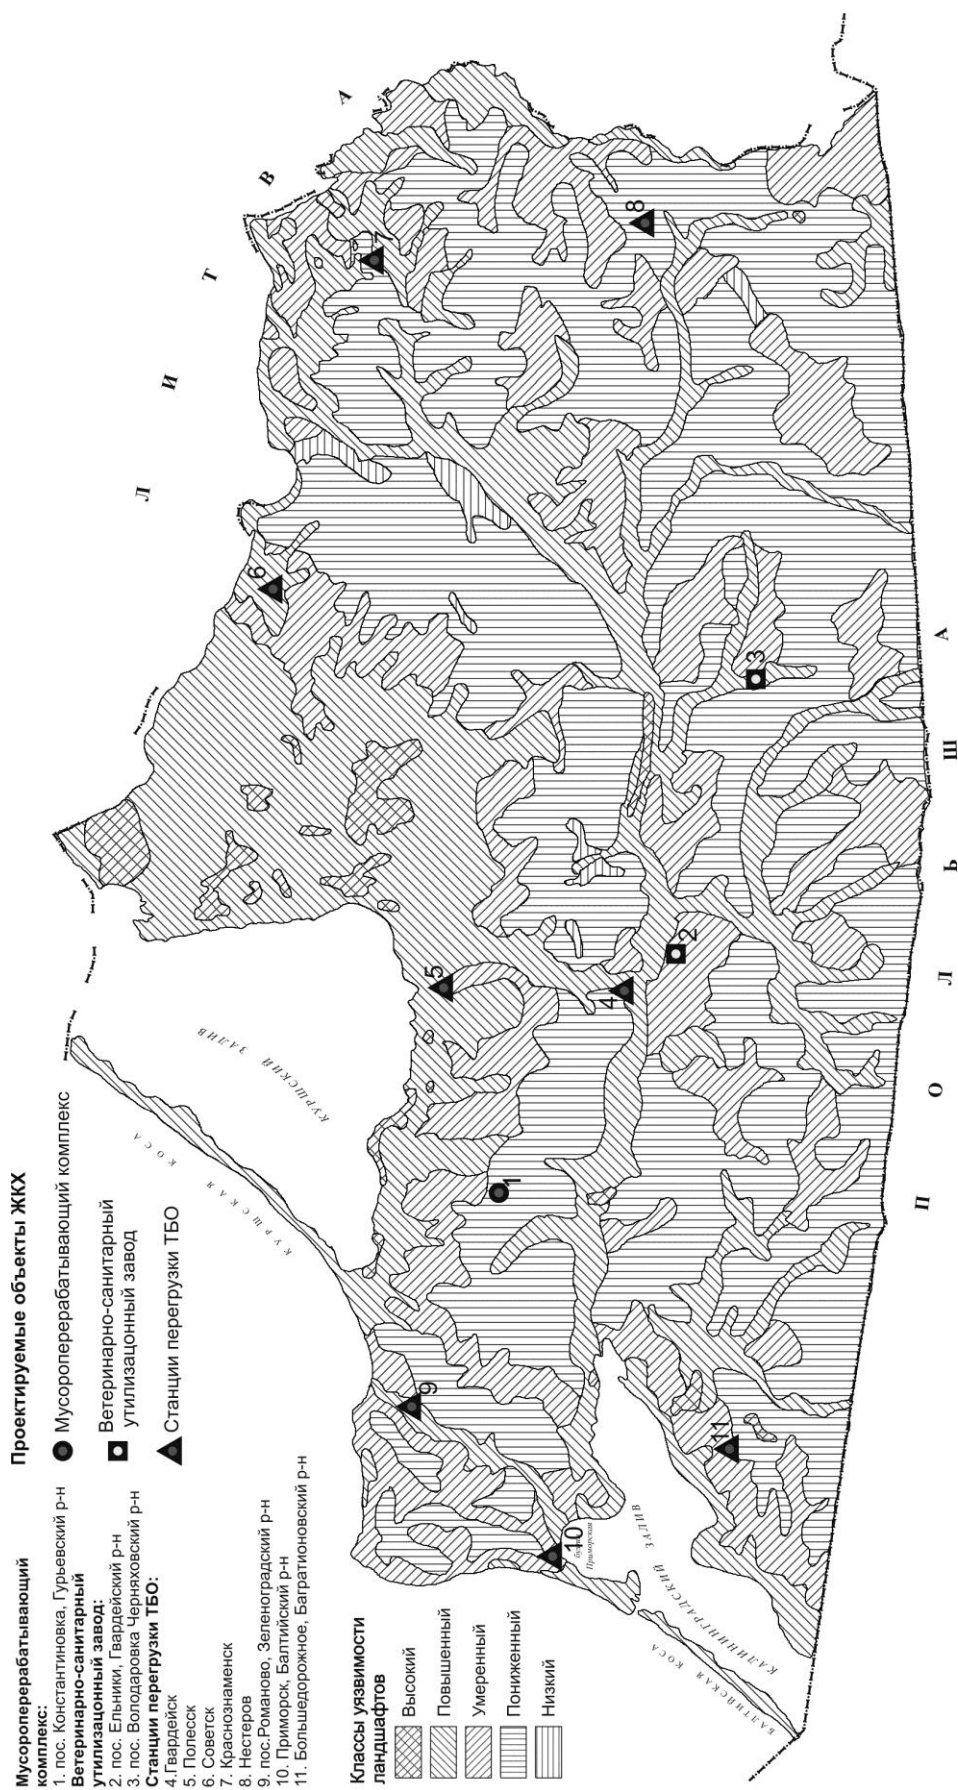 Проектируемые объекты ЖКХ
Мусороперерабатывающий
комплекс:
1. пос. Константиновка, Гурьевский р-н
Ветеринарно-санитарный
утилизационный завод:
2. пос. Ельники, Гвардейский р-н
3. пос. Володаровка Черняховский р-н
Станции перегрузки ТБО:
4.Гвардейск
5. Полесск
6. Советск
7. Краснознаменск
8. Нестеров
9. пос.Романово, Зеленоградский р-н
10. Приморск, Балтийский р-н
11. Большедорожное, Багратионовский р-н
Мусороперерабатывающий комплекс
Ветеринарно-санитарный
утилизацонный завод
Станции перегрузки ТБО
Классы уязвимости
ландшафтов
Высокий
Повышенный
Умеренный
Пониженный
Низкий
ЛИТВА
ПОЛЬША
КУРШСКИЙ ЗАЛИВ
КУРШСКАЯ КОСА
КАЛИНИНГРАДСКИЙ ЗАЛИВ
БАЛТИЙСКАЯ КОСА
Приморская
1
2
3
4
5
6
7
8
9
10
11